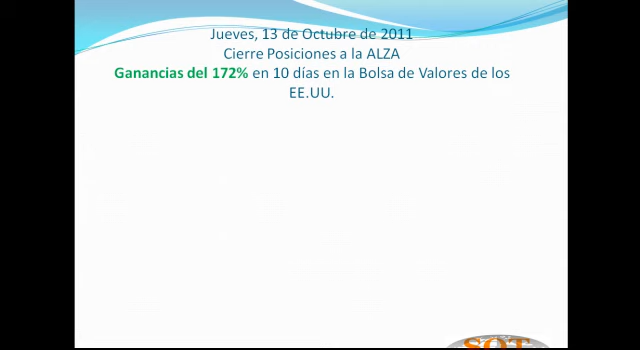 Jueves, 13 de Octubre de 2011
Cierre Posiciones a la ALZA
Ganancias del 172% en 10 días en la Bolsa de Valores de los
EE.UU.
SOT